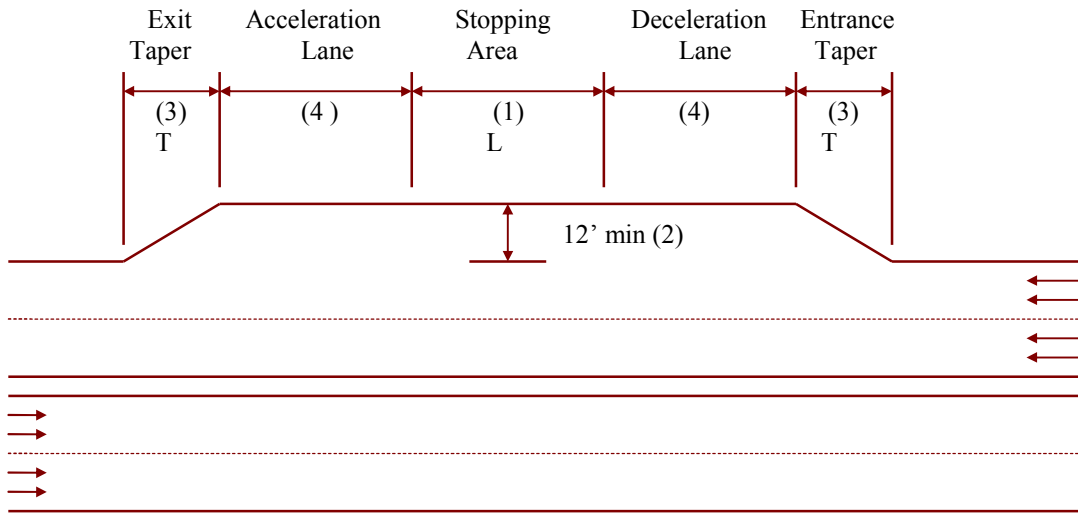 Exit Taper
Acceleration Lane
Stopping Area
Deceleration Lane
Entrance Taper
(3)
T
(4 )
(1)
L
(4)
(3)
T
12’ min (2)